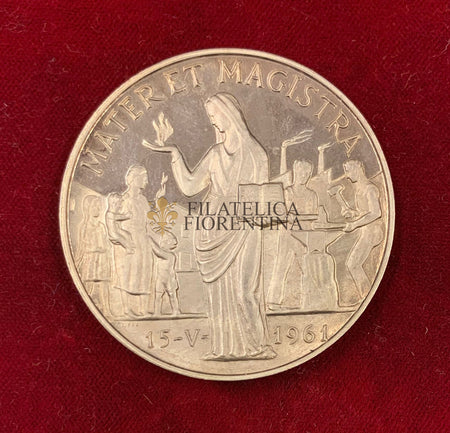 MATER ET MAGISTRA
FILATELICA
FIORENTINA
15-V-1961